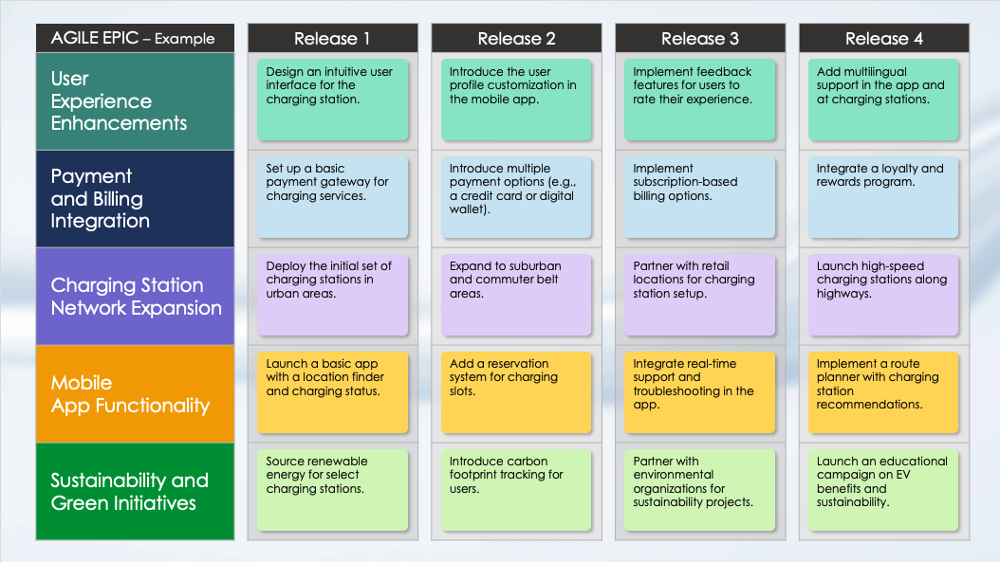 AGILE EPIC – Example
Release 1
Release 2
Release 3
Release 4
User
Experience
Enhancements
Design an intuitive user
interface for the
charging station.
Introduce the user
profile customization in
the mobile app.
Implement feedback
features for users to
rate their experience.
Add multilingual
support in the app and
at charging stations.
Payment
and Billing
Integration
Set up a basic
payment gateway for
charging services.
Introduce multiple
payment options (e.g.,
a credit card or digital
wallet).
Implement
subscription-based
billing options.
Integrate a loyalty and
rewards program.
Charging Station
Network Expansion
Deploy the initial set of
charging stations in
urban areas.
Expand to suburban
and commuter belt
areas.
Partner with retail
locations for charging
station setup.
Launch high-speed
charging stations along
highways.
Mobile
App Functionality
Launch a basic app
with a location finder
and charging status.
Add a reservation
system for charging
slots.
Integrate real-time
support and
troubleshooting in the
app.
Implement a route
planner with charging
station
recommendations.
Sustainability and
Green Initiatives
Source renewable
energy for select
charging stations.
Introduce carbon
footprint tracking for
users.
Partner with
environmental
organizations for
sustainability projects.
Launch an educational
campaign on EV
benefits and
sustainability.